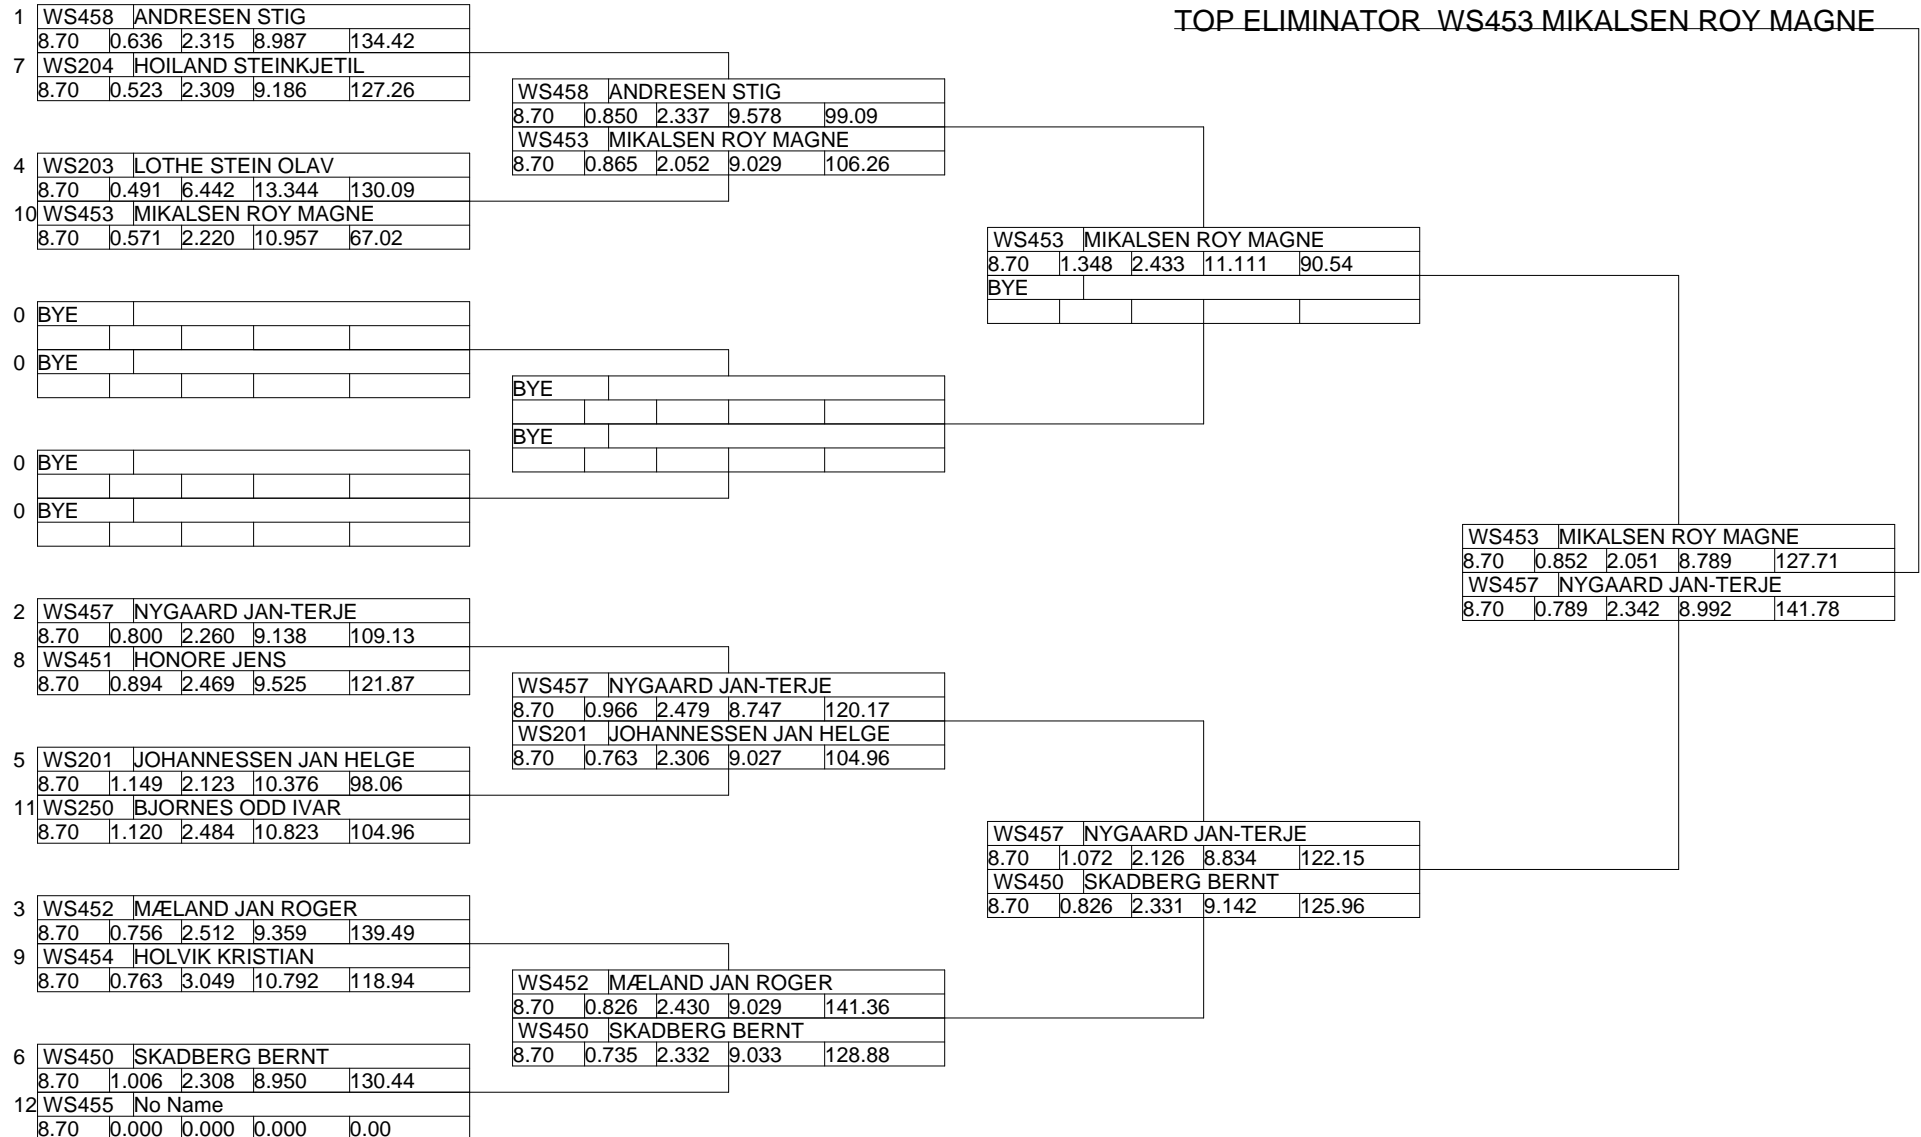 TOP ELIMINATOR WS453 MIKALSEN ROY MAGNE
1 WS458 ANDRESEN STIG
8.70 0.636 2.315 8.987 134.42
7 WS204 HOILAND STEINKJETIL
8.70 0.523 2.309 9.186 127.26
4 WS203 LOTHE STEIN OLAV
8.70 0.491 6.442 13.344 130.09
10 WS453 MIKALSEN ROY MAGNE
8.70 0.571 2.220 10.957 67.02
0 BYE
0 BYE
0 BYE
0 BYE
2 WS457 NYGAARD JAN-TERJE
8.70 0.800 2.260 9.138 109.13
8 WS451 HONORE JENS
8.70 0.894 2.469 9.525 121.87
5 WS201 JOHANNESSEN JAN HELGE
8.70 1.149 2.123 10.376 98.06
11 WS250 BJORNES ODD IVAR
8.70 1.120 2.484 10.823 104.96
3 WS452 MÆLAND JAN ROGER
8.70 0.756 2.512 9.359 139.49
9 WS454 HOLVIK KRISTIAN
8.70 0.763 3.049 10.792 118.94
6 WS450 SKADBERG BERNT
8.70 1.006 2.308 8.950 130.44
12 WS455 No Name
8.70 0.000 0.000 0.000 0.00
WS458 ANDRESEN STIG
8.70 0.850 2.337 9.578 99.09
WS453 MIKALSEN ROY MAGNE
8.70 0.865 2.052 9.029 106.26
BYE
BYE
WS457 NYGAARD JAN-TERJE
8.70 0.966 2.479 8.747 120.17
WS201 JOHANNESSEN JAN HELGE
8.70 0.763 2.306 9.027 104.96
WS452 MÆLAND JAN ROGER
8.70 0.826 2.430 9.029 141.36
WS450 SKADBERG BERNT
8.70 0.735 2.332 9.033 128.88
WS453 MIKALSEN ROY MAGNE
8.70 1.348 2.433 11.111 90.54
BYE
WS457 NYGAARD JAN-TERJE
8.70 1.072 2.126 8.834 122.15
WS450 SKADBERG BERNT
8.70 0.826 2.331 9.142 125.96
WS453 MIKALSEN ROY MAGNE
8.70 0.852 2.051 8.789 127.71
WS457 NYGAARD JAN-TERJE
8.70 0.789 2.342 8.992 141.78